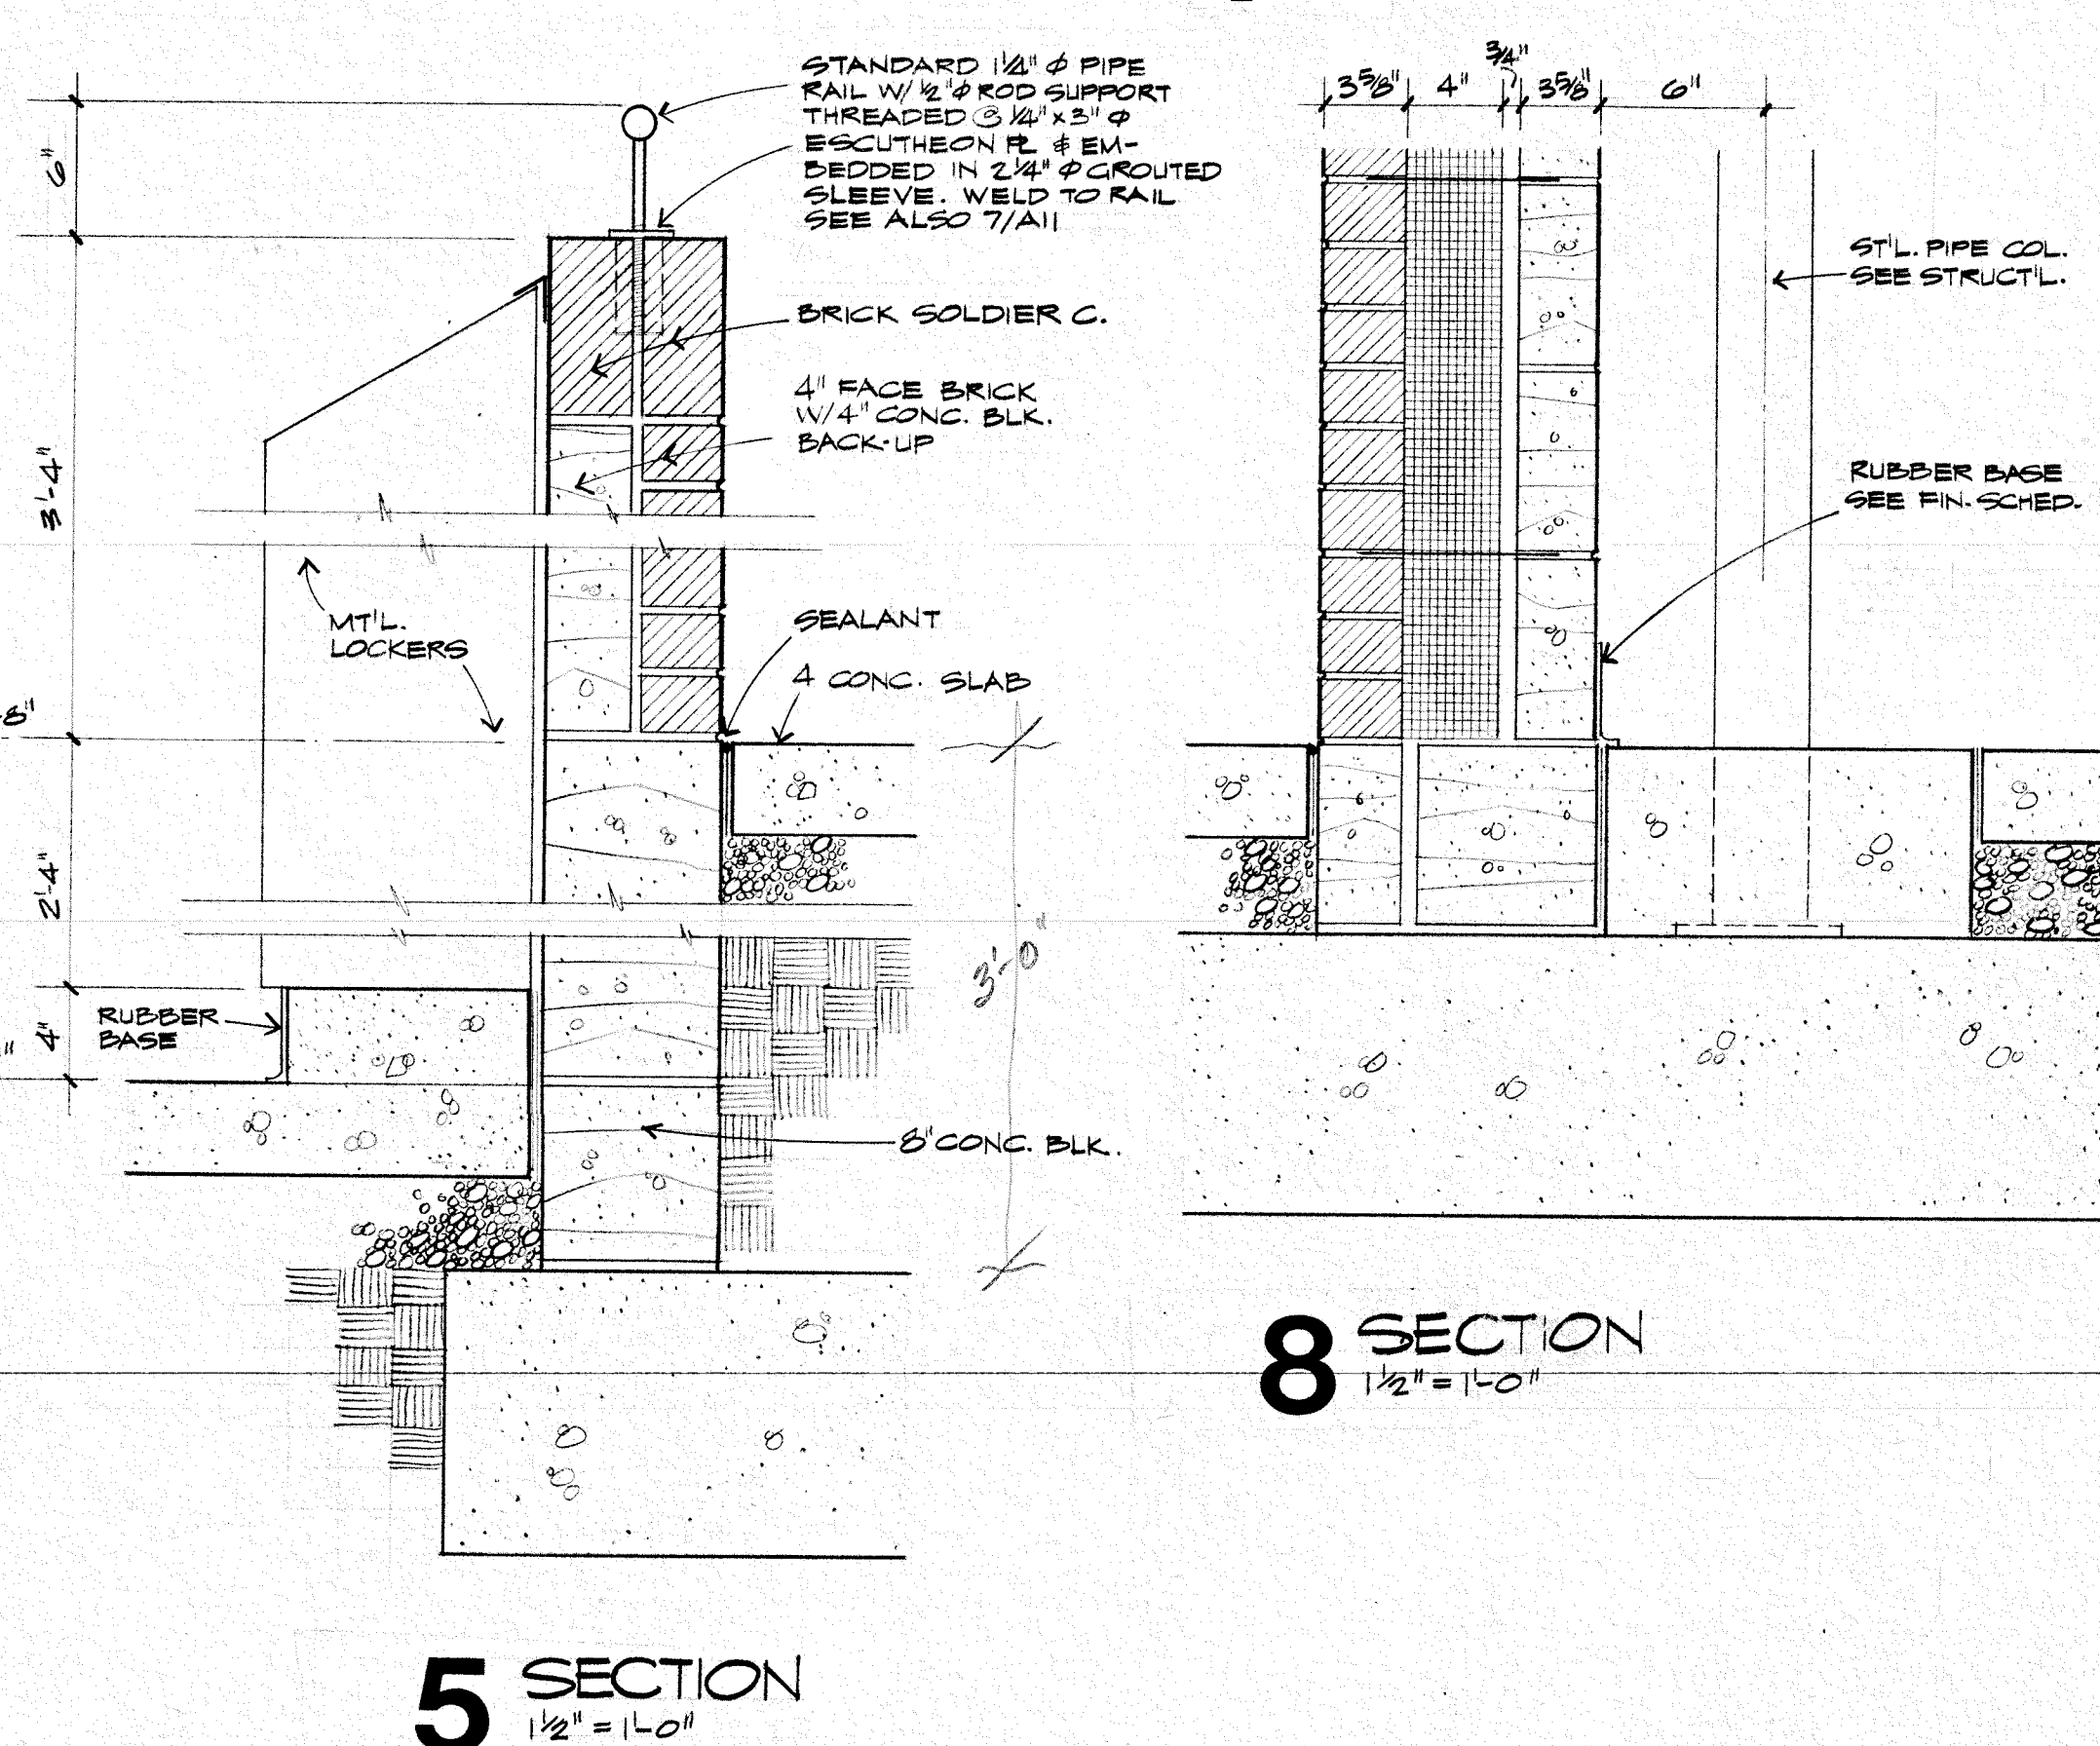 STANDARD 1¼" ⌀ PIPE
RAIL W/ ½"⌀ ROD SUPPORT
THREADED @ ¼" x 3" ⌀
ESCUTHEON ℄ & EM-
BEDDED IN 2¼" ⌀ GROUTED
SLEEVE. WELD TO RAIL
SEE ALSO 7/A11
BRICK SOLDIER C.
4" FACE BRICK
W/4" CONC. BLK.
BACK-UP
6"
3'-4"
2'-4"
4"
8"
"
MT'L.
LOCKERS
SEALANT
4 CONC. SLAB
3'-0"
RUBBER
BASE
8" CONC. BLK.
5 SECTION
1½" = 1'-0"
3⅝" 4" ¾" 3⅝" 6"
ST'L. PIPE COL.
SEE STRUCT'L.
RUBBER BASE
SEE FIN. SCHED.
8 SECTION
1½" = 1'-0"